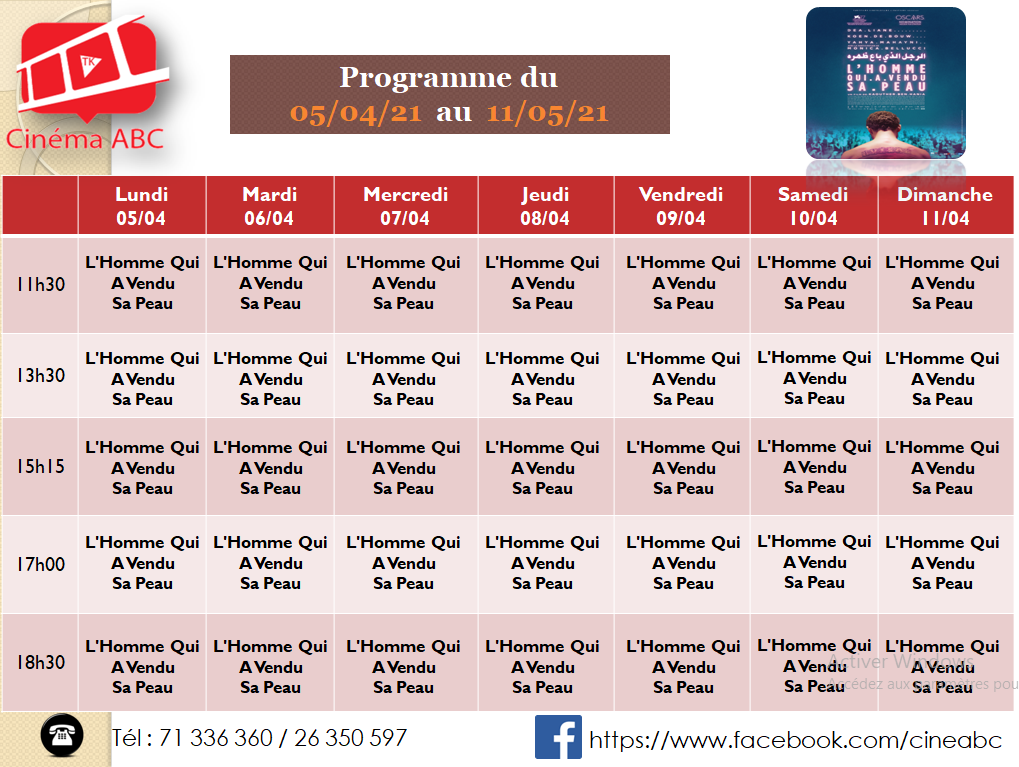 TK
Cinéma ABC
Programme du
05/04/21 au 11/05/21
OSCARS
DEA LIANE
KOEN DE BOUW
YAHYA MAHAYNI
MONICA BELLUCCI
الرجل الذي باع ظهره
L'HOMME
QUI.A.VENDU
SA.PEAU
Lundi Mardi Mercredi Jeudi Vendredi Samedi Dimanche
05/04 06/04 07/04 08/04 09/04 10/04 11/04
L'Homme Qui L'Homme Qui L'Homme Qui L'Homme Qui L'Homme Qui L'Homme Qui L'Homme Qui
11h30 A Vendu A Vendu A Vendu A Vendu A Vendu A Vendu A Vendu
Sa Peau Sa Peau Sa Peau Sa Peau Sa Peau Sa Peau Sa Peau
L'Homme Qui L'Homme Qui L'Homme Qui L'Homme Qui L'Homme Qui L'Homme Qui L'Homme Qui
13h30 A Vendu A Vendu A Vendu A Vendu A Vendu A Vendu A Vendu
Sa Peau Sa Peau Sa Peau Sa Peau Sa Peau Sa Peau Sa Peau
L'Homme Qui L'Homme Qui L'Homme Qui L'Homme Qui L'Homme Qui L'Homme Qui L'Homme Qui
15h15 A Vendu A Vendu A Vendu A Vendu A Vendu A Vendu A Vendu
Sa Peau Sa Peau Sa Peau Sa Peau Sa Peau Sa Peau Sa Peau
L'Homme Qui L'Homme Qui L'Homme Qui L'Homme Qui L'Homme Qui L'Homme Qui L'Homme Qui
17h00 A Vendu A Vendu A Vendu A Vendu A Vendu A Vendu A Vendu
Sa Peau Sa Peau Sa Peau Sa Peau Sa Peau Sa Peau Sa Peau
L'Homme Qui L'Homme Qui L'Homme Qui L'Homme Qui L'Homme Qui L'Homme Qui L'Homme Qui
18h30 A Vendu A Vendu A Vendu A Vendu A Vendu A Vendu A Vendu
Sa Peau Sa Peau Sa Peau Sa Peau Sa Peau Sa Peau Sa Peau
Activer Windows
Accédez aux paramètres pou
Tél : 71 336 360 / 26 350 597
https://www.facebook.com/cineabc